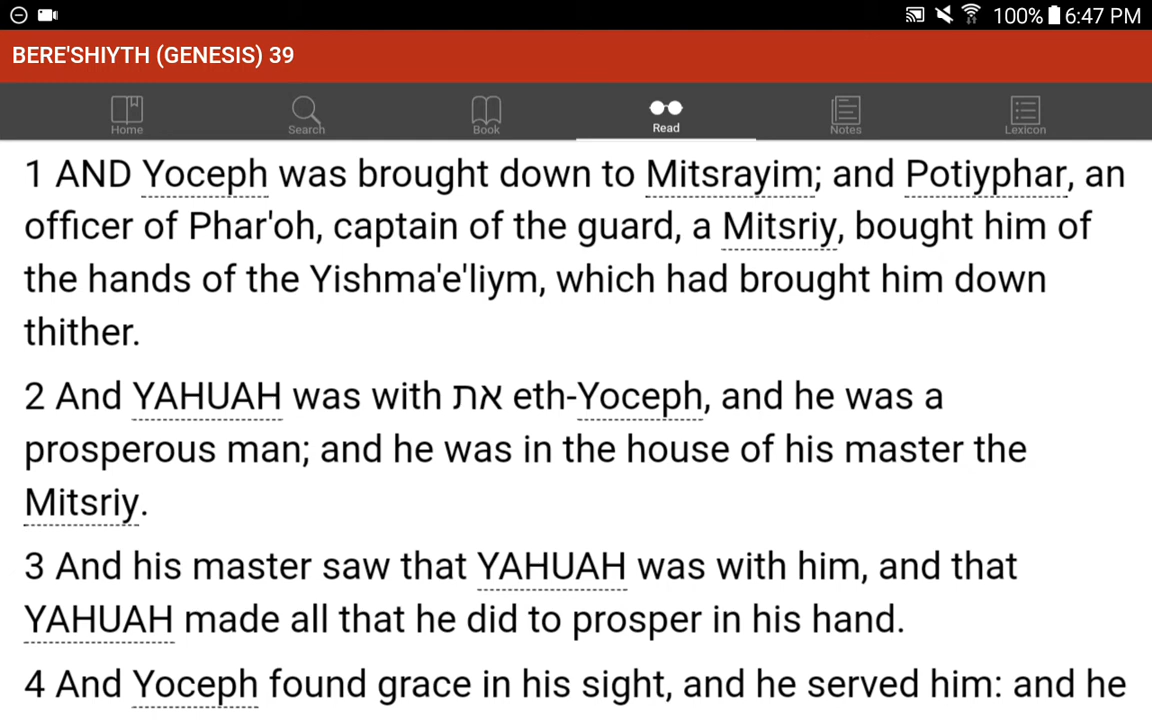 100% 6:47 PM
BERE'SHIYTH (GENESIS) 39
Home Search Book Read Notes Lexicon
1 AND Yoceph was brought down to Mitsrayim; and Potiyphar, an
officer of Phar'oh, captain of the guard, a Mitsriy, bought him of
the hands of the Yishma'e'liym, which had brought him down
thither.
2 And YAHUAH was with את eth-Yoceph, and he was a
prosperous man; and he was in the house of his master the
Mitsriy.
3 And his master saw that YAHUAH was with him, and that
YAHUAH made all that he did to prosper in his hand.
4 And Yoceph found grace in his sight, and he served him: and he